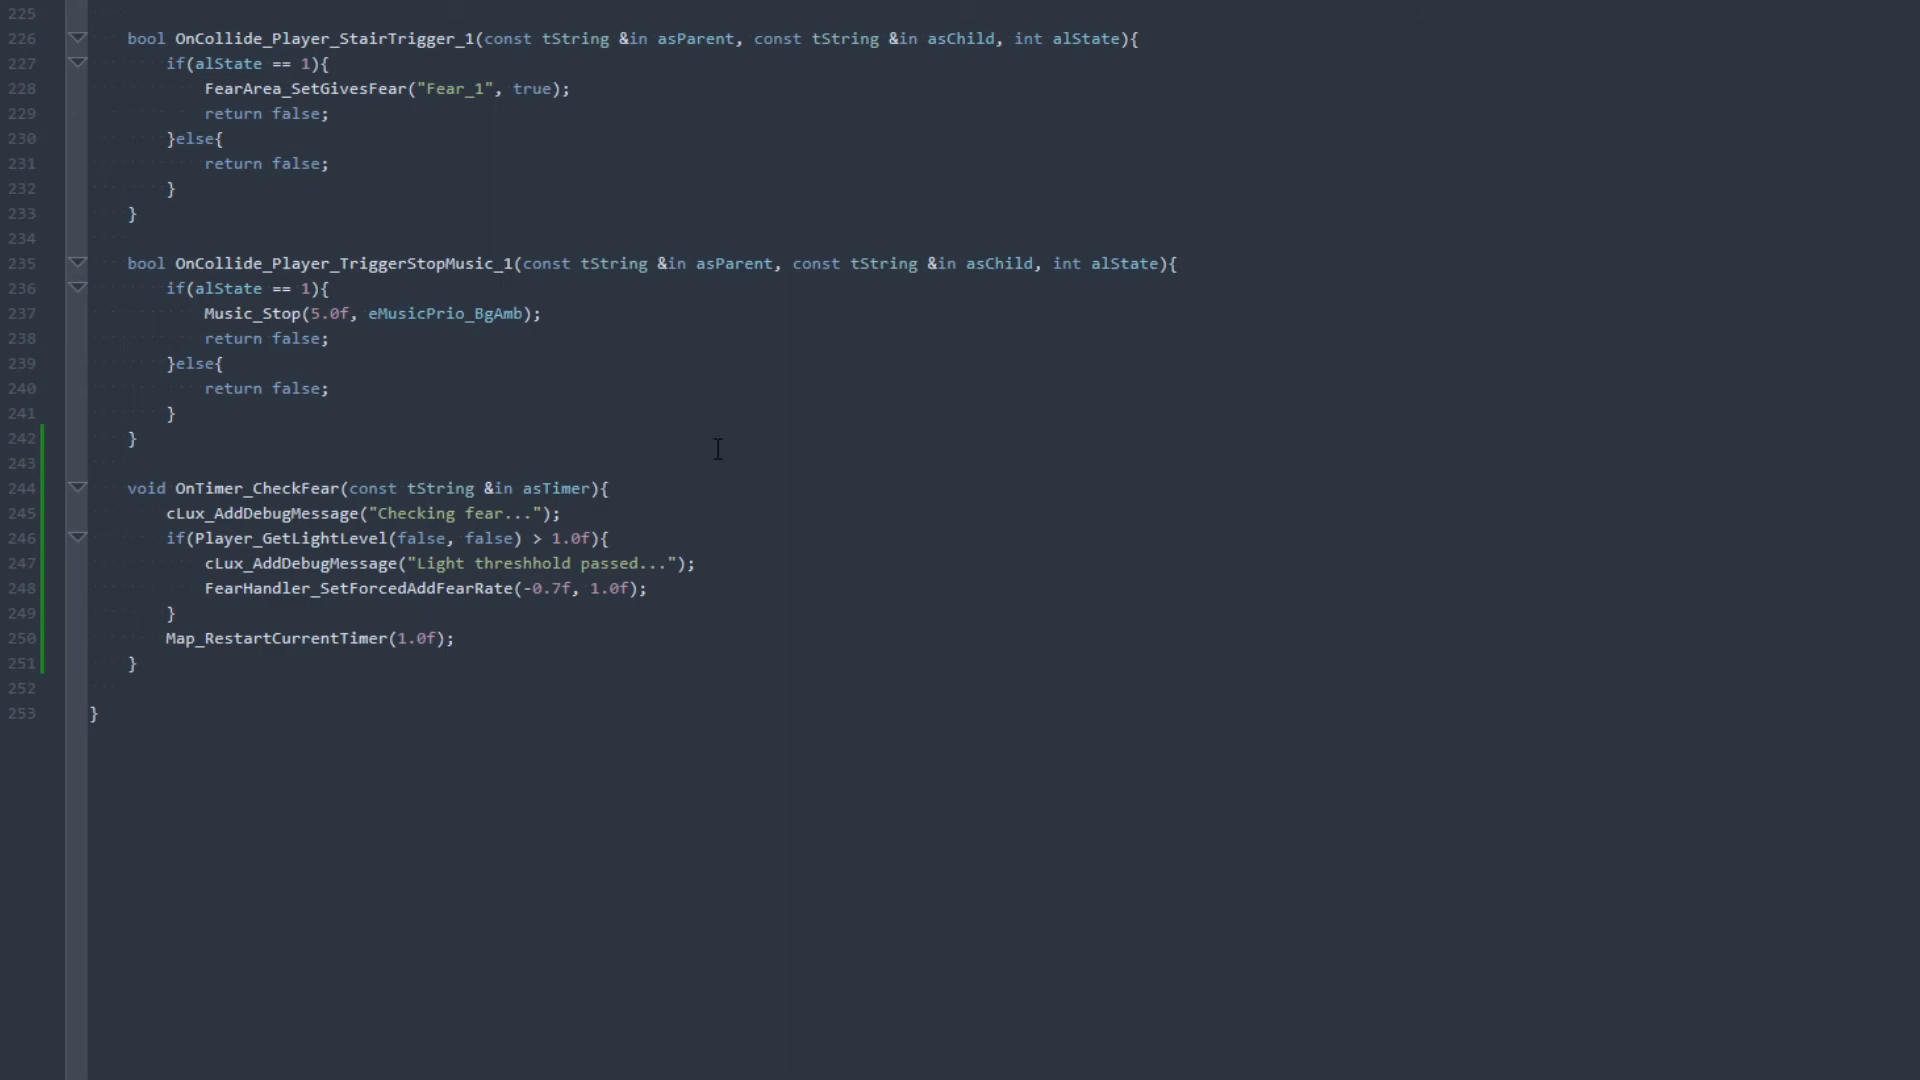 225
226 bool OnCollide_Player_StairTrigger_1(const tString &in asParent, const tString &in asChild, int alState){
227 if(alState == 1){
228 FearArea_SetGivesFear("Fear_1", true);
229 return false;
230 }else{
231 return false;
232 }
233 }
234
235 bool OnCollide_Player_TriggerStopMusic_1(const tString &in asParent, const tString &in asChild, int alState){
236 if(alState == 1){
237 Music_Stop(5.0f, eMusicPrio_BgAmb);
238 return false;
239 }else{
240 return false;
241 }
242 }
243
244 void OnTimer_CheckFear(const tString &in asTimer){
245 cLux_AddDebugMessage("Checking fear...");
246 if(Player_GetLightLevel(false, false) > 1.0f){
247 cLux_AddDebugMessage("Light threshhold passed...");
248 FearHandler_SetForcedAddFearRate(-0.7f, 1.0f);
249 }
250 Map_RestartCurrentTimer(1.0f);
251 }
252
253 }